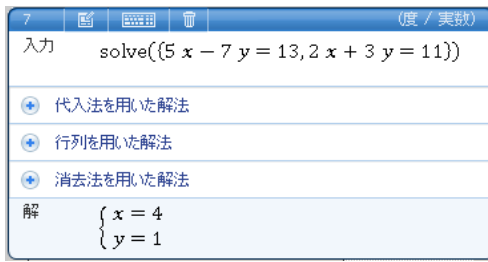 7 (度 / 実数)
入力 solve({5 x − 7 y = 13, 2 x + 3 y = 11})
代入法を用いた解法
行列を用いた解法
消去法を用いた解法
解 { x = 4
y = 1